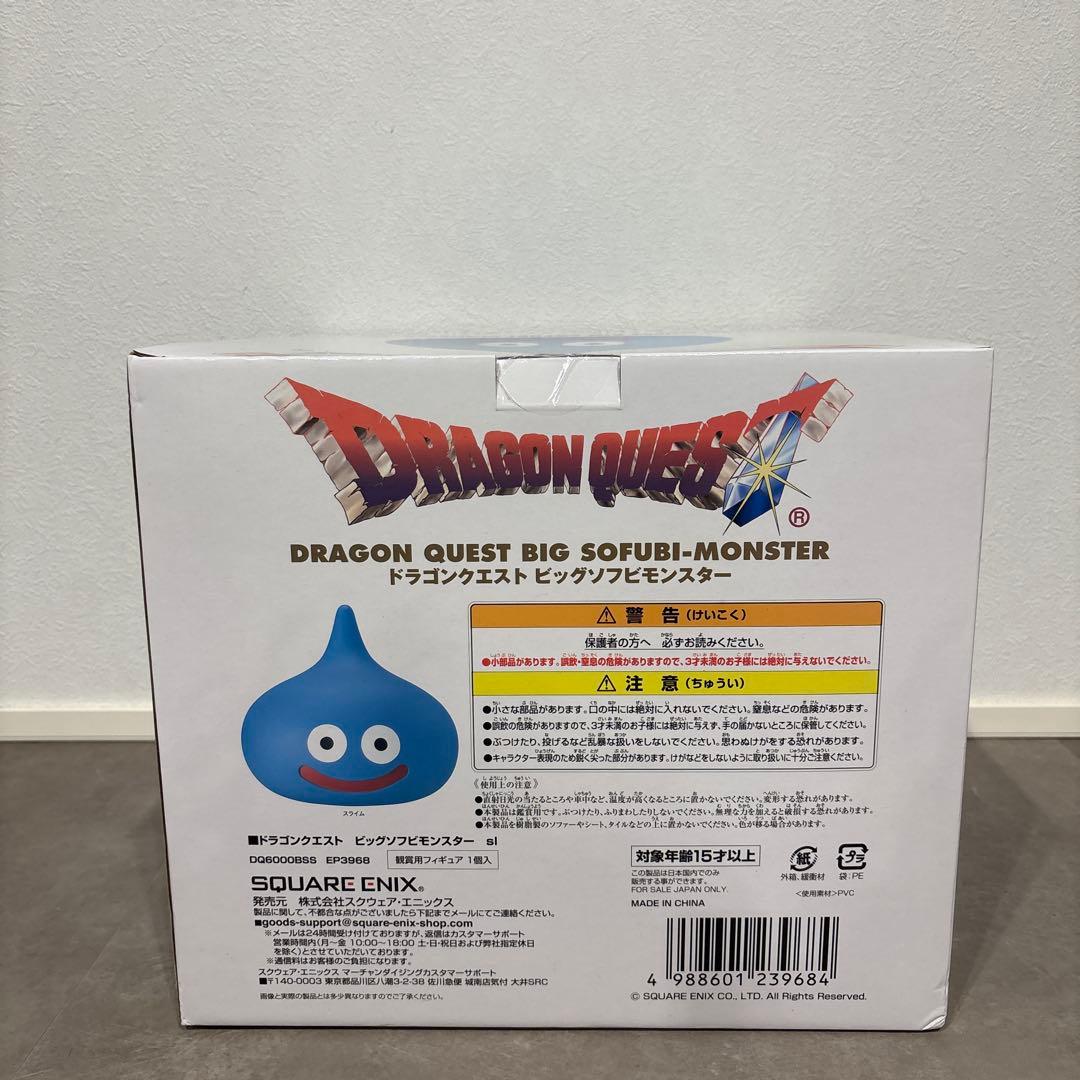 DRAGON QUEST
®
DRAGON QUEST BIG SOFUBI-MONSTER
ドラゴンクエスト ビッグソフビモンスター
⚠ 警告 (けいこく)
保護者の方へ 必ずお読みください。
●小部品があります。誤飲・窒息の危険がありますので、3才未満のお子様には絶対に与えないでください。
⚠ 注意 (ちゅうい)
●小さな部品があります。口の中には絶対に入れないでください。窒息などの危険があります。
●誤飲の危険がありますので、3才未満のお子様には絶対に与えず、手の届かないところに保管してください。
●ぶつけたり、投げるなど乱暴な扱いをしないでください。思わぬけがをする恐れがあります。
●キャラクター表現のため鋭く尖った部分があります。けがなどをしないように取り扱いに十分ご注意ください。
《使用上の注意》
●直射日光の当たるところや車中など、温度が高くなるところに置かないでください。変形する恐れがあります。
●本製品は鑑賞用です。ぶつけたり、ふりまわしたりしないでください。無理な力を加えると破損する恐れがあります。
●本製品を樹脂製のソファーやシート、タイルなどの上に置かないでください。色が移る場合があります。
スライム
■ドラゴンクエスト ビッグソフビモンスター sl
DQ6000BSS EP3968 観賞用フィギュア 1個入
SQUARE ENIX®
発売元 株式会社スクウェア・エニックス
製品に関して、不都合な点がございましたら下記までメールにてご連絡ください。
■goods-support@square-enix-shop.com
※メールは24時間受け付けておりますが、返信はカスタマーサポート
営業時間内(月〜金 10:00〜18:00 土・日・祝日および弊社指定休日
を除く)とさせていただいております。
※通信料はお客様のご負担になります。
スクウェア・エニックス マーチャンダイジングカスタマーサポート
■〒140-0003 東京都品川区八潮3-2-38 佐川急便 城南店気付 大井SRC
画像と実際の製品とは多少異なりますのでご了承ください。
対象年齢15才以上
この製品は日本国内でのみ
販売する事ができます。
FOR SALE JAPAN ONLY.
MADE IN CHINA
紙
外箱、緩衝材
プラ
袋:PE
<使用素材>PVC
4 988601 239684
© SQUARE ENIX CO., LTD. All Rights Reserved.